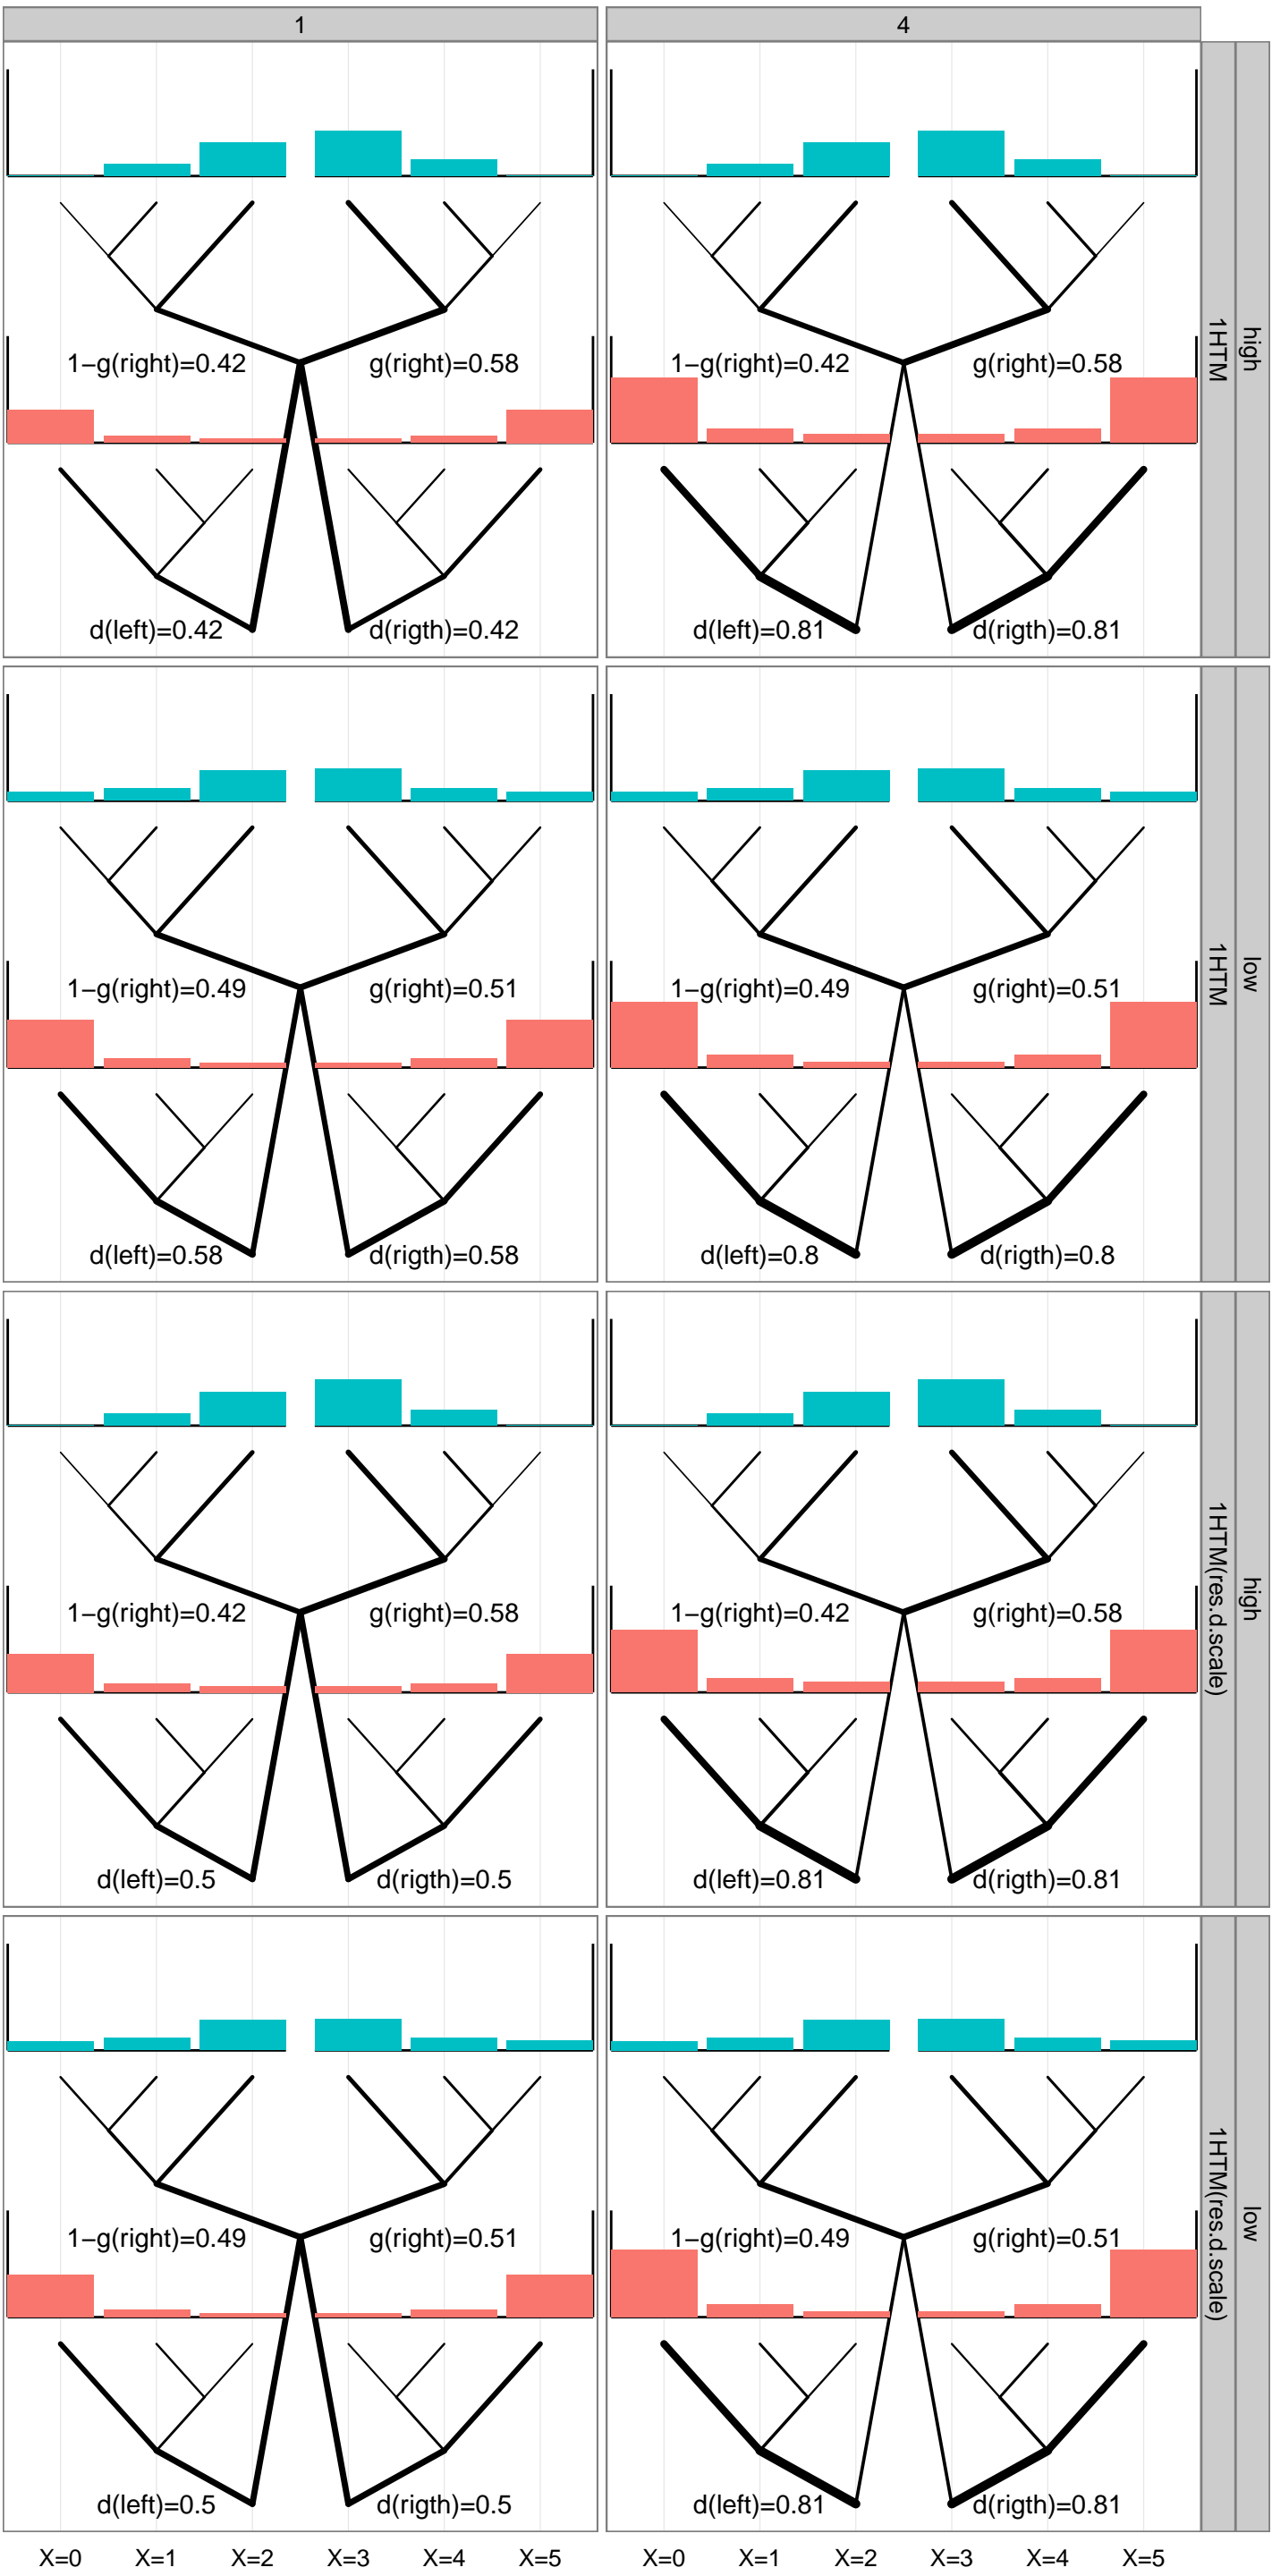 1 4
1−g(right)=0.42 g(right)=0.58 1−g(right)=0.42 g(right)=0.58
d(left)=0.42 d(rigth)=0.42 d(left)=0.81 d(rigth)=0.81
high
1HTM
1−g(right)=0.49 g(right)=0.51 1−g(right)=0.49 g(right)=0.51
d(left)=0.58 d(rigth)=0.58 d(left)=0.8 d(rigth)=0.8
low
1HTM
1−g(right)=0.42 g(right)=0.58 1−g(right)=0.42 g(right)=0.58
d(left)=0.5 d(rigth)=0.5 d(left)=0.81 d(rigth)=0.81
high
1HTM(res.d.scale)
1−g(right)=0.49 g(right)=0.51 1−g(right)=0.49 g(right)=0.51
d(left)=0.5 d(rigth)=0.5 d(left)=0.81 d(rigth)=0.81
low
1HTM(res.d.scale)
X=0 X=1 X=2 X=3 X=4 X=5 X=0 X=1 X=2 X=3 X=4 X=5